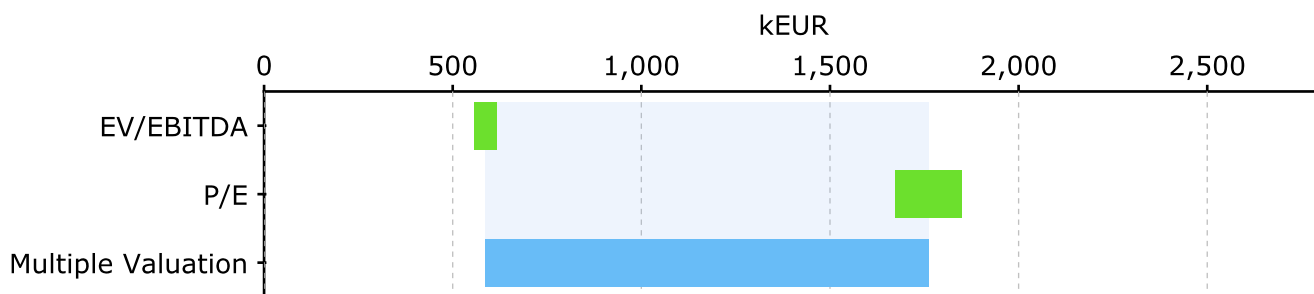 kEUR
0 500 1,000 1,500 2,000 2,500
EV/EBITDA
P/E
Multiple Valuation